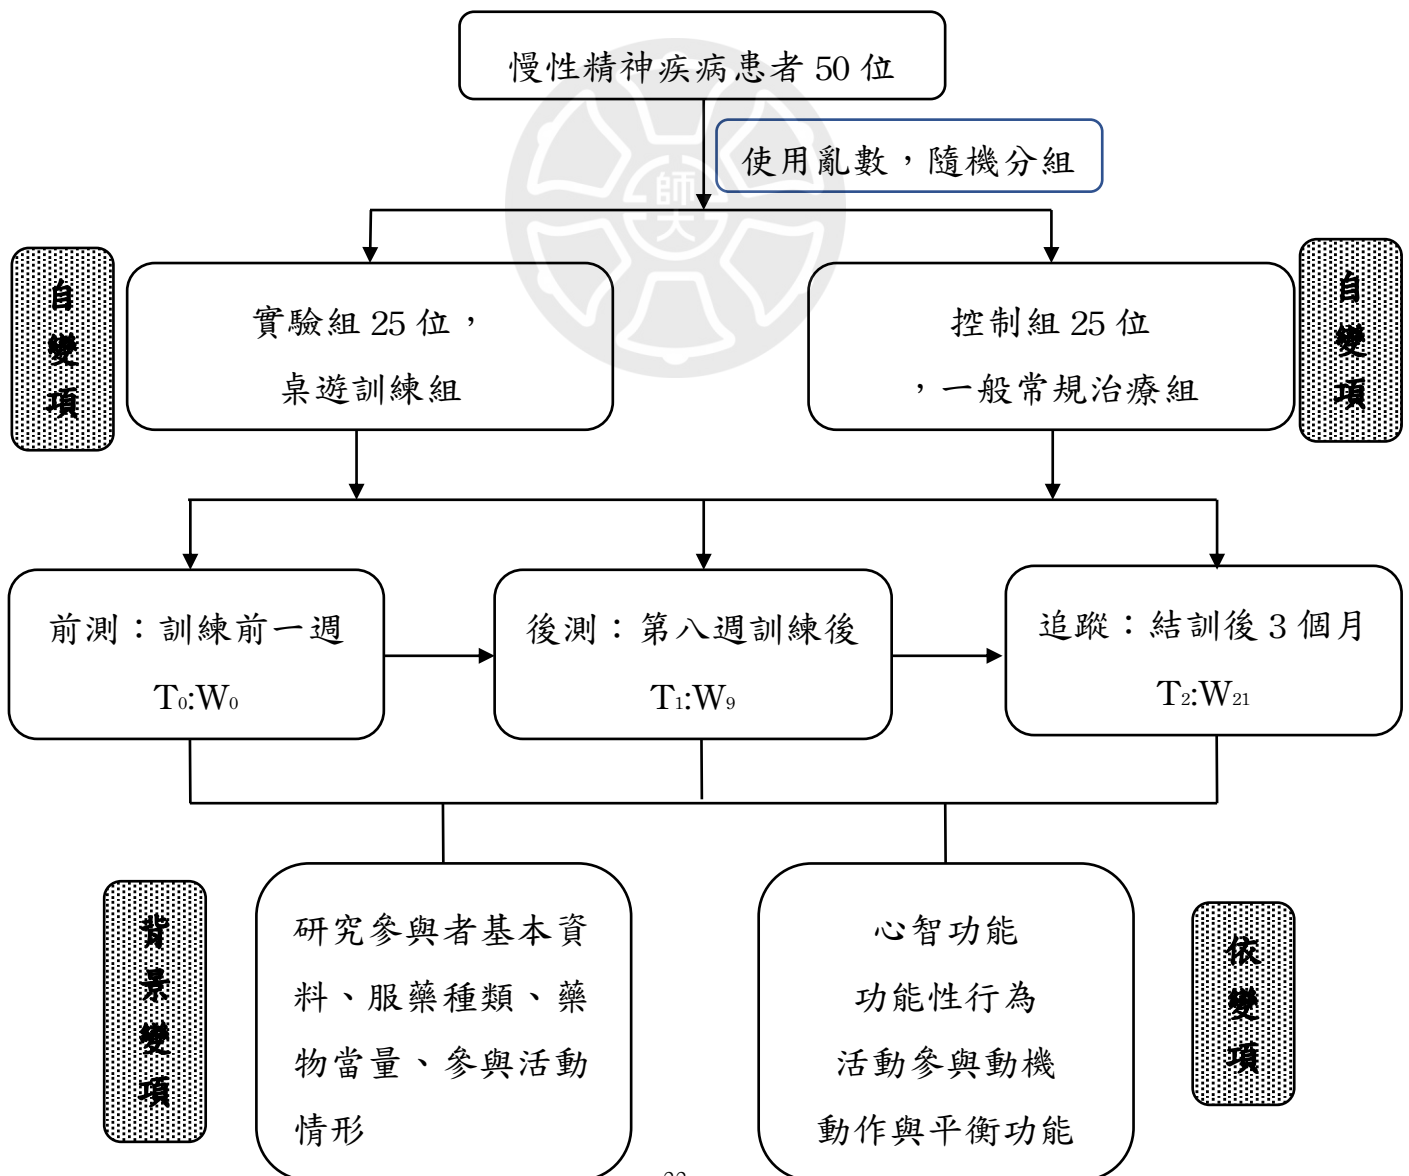 慢性精神疾病患者 50 位
使用亂數，隨機分組
師大
自變項
實驗組 25 位，
桌遊訓練組
控制組 25 位
，一般常規治療組
自變項
前測：訓練前一週
T₀:W₀
後測：第八週訓練後
T₁:W₉
追蹤：結訓後 3 個月
T₂:W₂₁
背景變項
研究參與者基本資
料、服藥種類、藥
物當量、參與活動
情形
心智功能
功能性行為
活動參與動機
動作與平衡功能
依變項